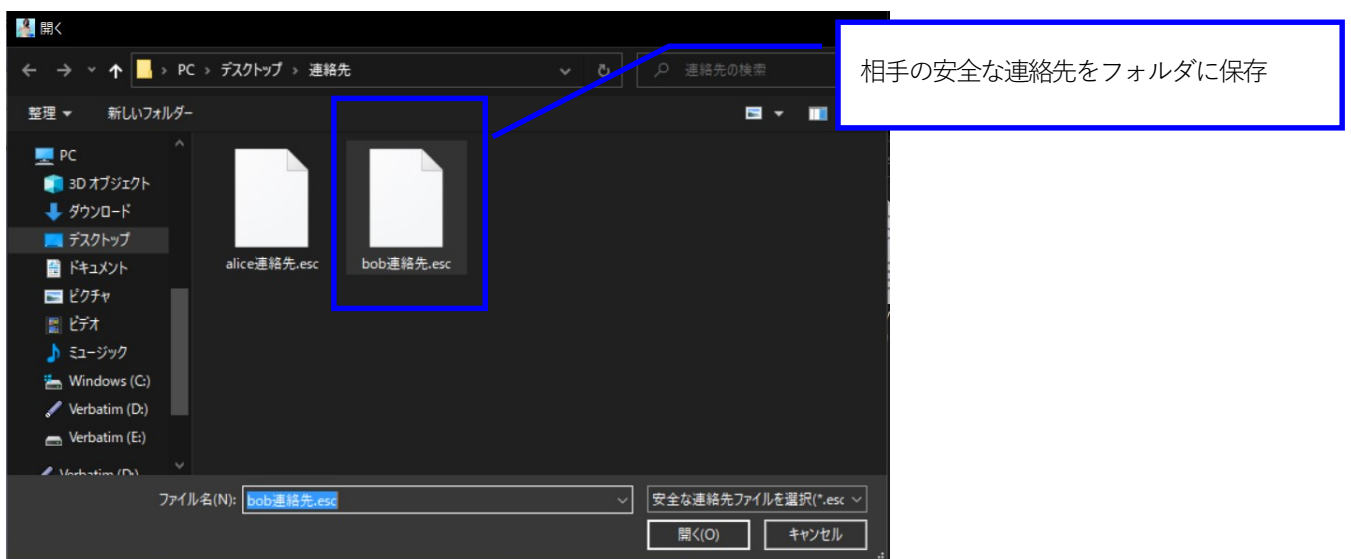 開く
相手の安全な連絡先をフォルダに保存
PC › デスクトップ › 連絡先
連絡先の検索
整理
新しいフォルダー
PC
3D オブジェクト
ダウンロード
デスクトップ
ドキュメント
ピクチャ
ビデオ
ミュージック
Windows (C:)
Verbatim (D:)
Verbatim (E:)
Verbatim (D:)
alice連絡先.esc
bob連絡先.esc
ファイル名(N):
bob連絡先.esc
安全な連絡先ファイルを選択(*.esc
開く(O)
キャンセル